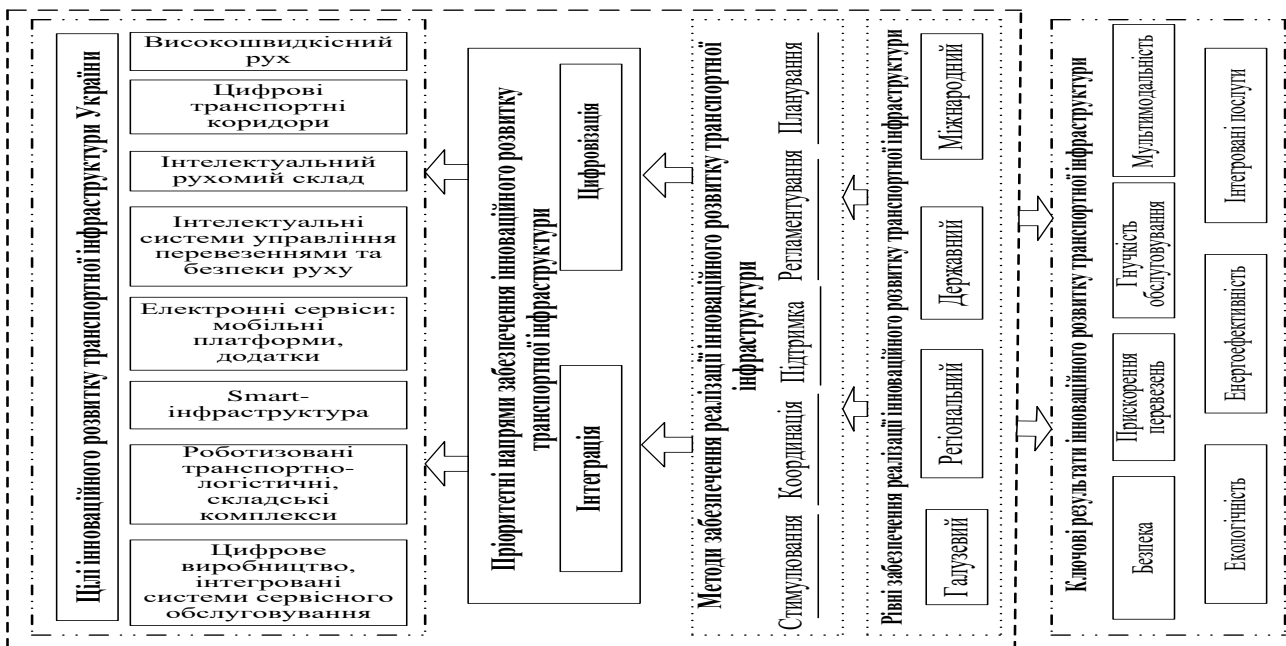 Цілі інноваційного розвитку транспортної інфраструктури України
Високошвидкісний
рух
Цифрові
транспортні
коридори
Інтелектуальний
рухомий склад
Інтелектуальні
системи управління
перевезеннями та
безпеки руху
Електронні сервіси:
мобільні
платформи,
додатки
Smart-
інфраструктура
Роботизовані
транспортно-
логістичні,
складські
комплекси
Цифрове
виробництво,
інтегровані
системи сервісного
обслуговування
Пріоритетні напрями забезпечення інноваційного розвитку
транспортної інфраструктури
Інтеграція
Цифровізація
Методи забезпечення реалізації інноваційного розвитку транспортної
інфраструктури
Стимулювання Координація Підтримка Регламентування Планування
Рівні забезпечення реалізації інноваційного розвитку транспортної інфраструктури
Галузевий
Регіональний
Державний
Міжнародний
Ключові результати інноваційного розвитку транспортної інфраструктури
Безпека
Прискорення
перевезень
Гнучкість
обслуговування
Мультимодальність
Екологічність
Енергоефективність
Інтегровані послуги